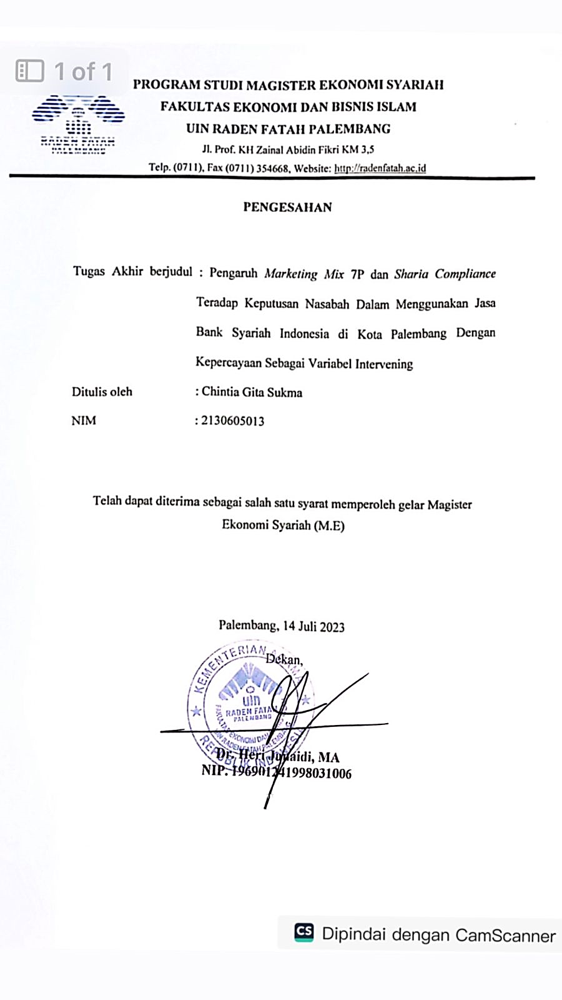 1 of 1
PROGRAM STUDI MAGISTER EKONOMI SYARIAH
FAKULTAS EKONOMI DAN BISNIS ISLAM
UIN RADEN FATAH PALEMBANG
Jl. Prof. KH Zainal Abidin Fikri KM 3,5
Telp. (0711), Fax (0711) 354668, Website: http://radenfatah.ac.id
RADEN FATAH
PALEMBANG
PENGESAHAN
Tugas Akhir berjudul : Pengaruh Marketing Mix 7P dan Sharia Compliance
Teradap Keputusan Nasabah Dalam Menggunakan Jasa
Bank Syariah Indonesia di Kota Palembang Dengan
Kepercayaan Sebagai Variabel Intervening
Ditulis oleh : Chintia Gita Sukma
NIM : 2130605013
Telah dapat diterima sebagai salah satu syarat memperoleh gelar Magister
Ekonomi Syariah (M.E)
Palembang, 14 Juli 2023
Dekan,
KEMENTERIAN
uin
RADEN FATA
PALEMBANG
FAKULTAS EKONOMI DAN
UIN RADEN FATAH PALEMBANG
REPUBLIK INDONESIA
Dr. Heri Junaidi, MA
NIP. 196901241998031006
CS Dipindai dengan CamScanner